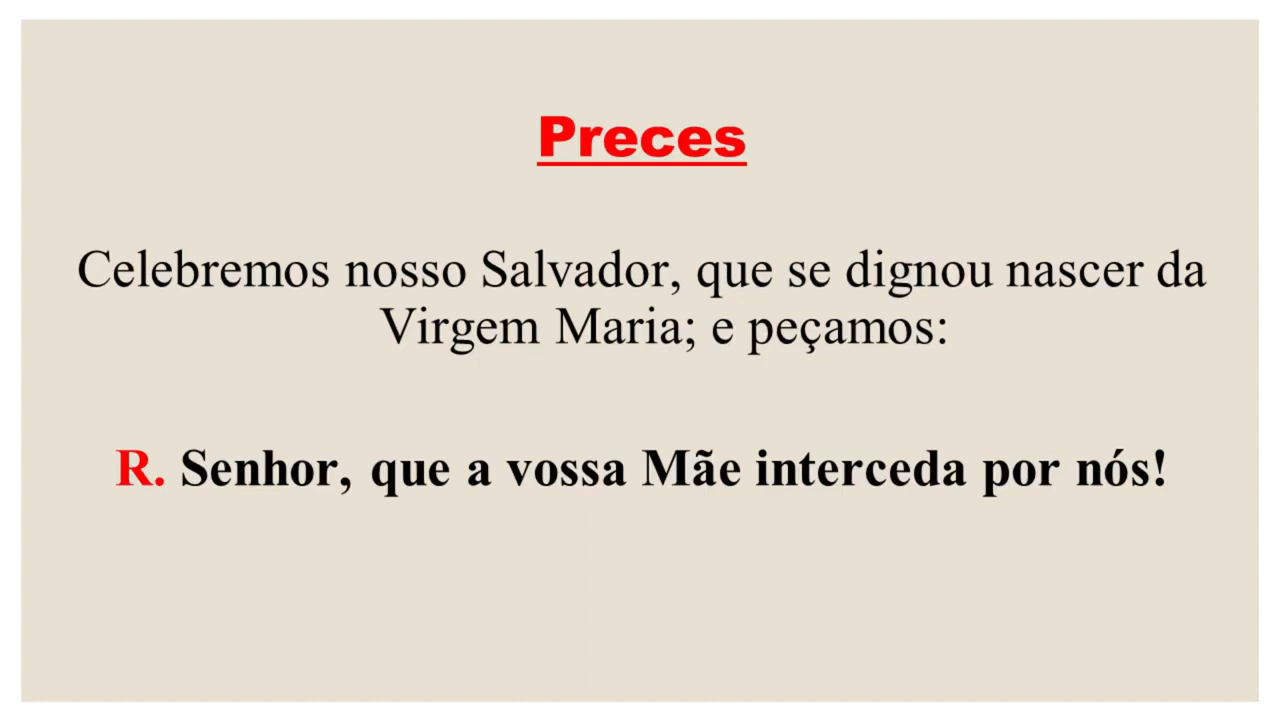 Preces
Celebremos nosso Salvador, que se dignou nascer da
Virgem Maria; e peçamos:
R. Senhor, que a vossa Mãe interceda por nós!